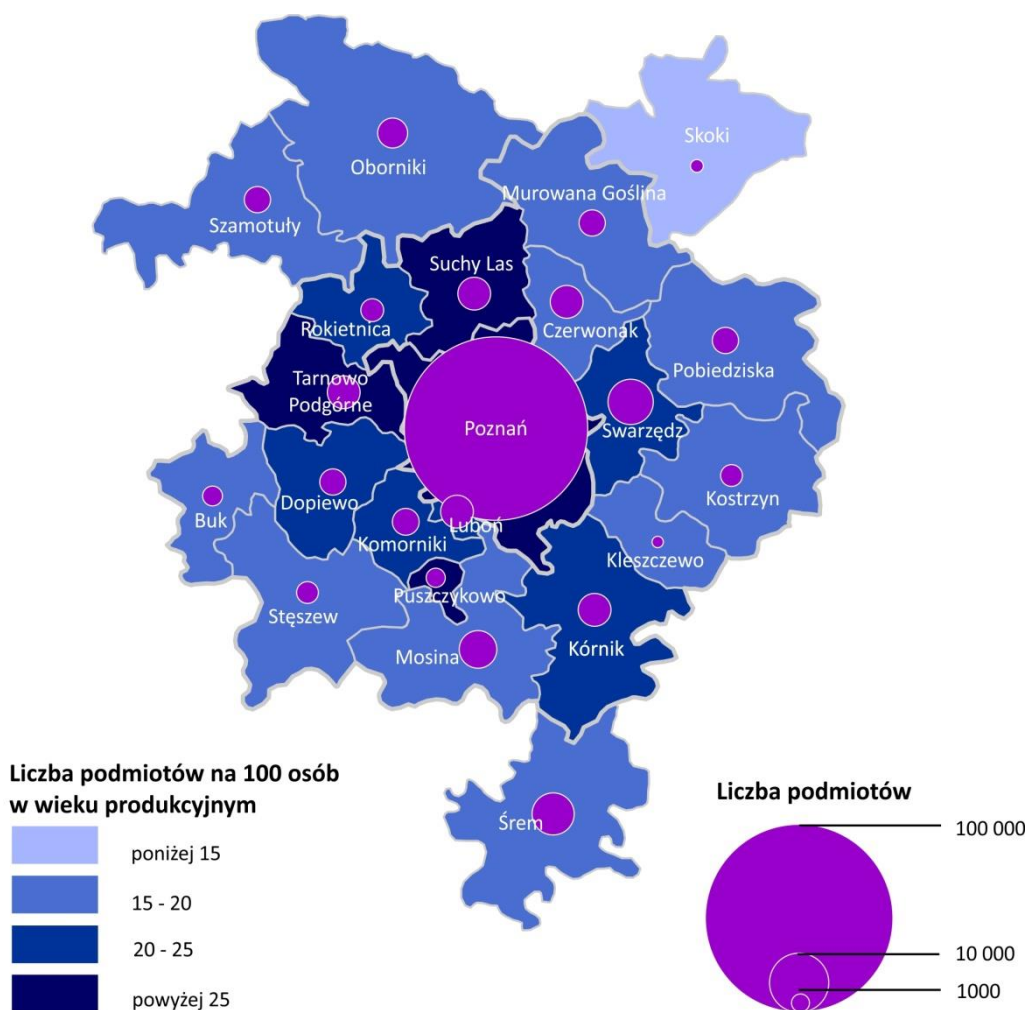 Skoki
Oborniki
Murowana Goślina
Szamotuły
Suchy Las
Rokietnica
Czerwonak
Pobiedziska
Tarnowo
Podgórne
Poznań
Swarzędz
Kostrzyn
Buk
Dopiewo
Luboń
Komorniki
Kleszczewo
Puszczykowo
Stęszew
Kórnik
Mosina
Śrem
Liczba podmiotów na 100 osób
w wieku produkcyjnym
poniżej 15
15 - 20
20 - 25
powyżej 25
Liczba podmiotów
100 000
10 000
1000